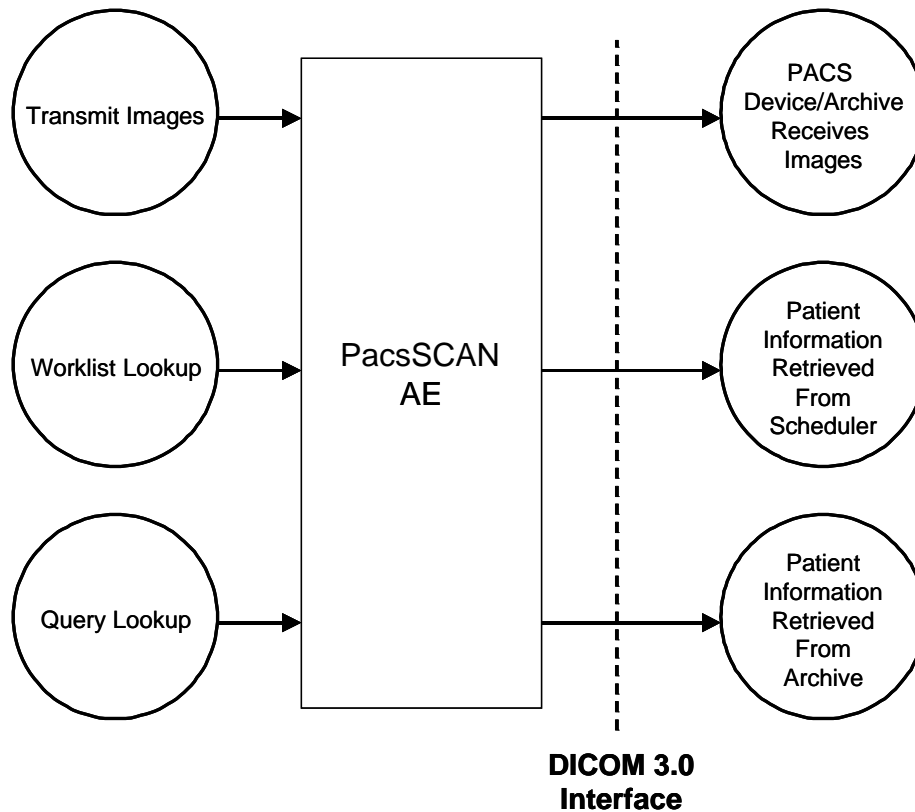 Transmit Images
PACS
Device/Archive
Receives
Images
Worklist Lookup
PacsSCAN
AE
Patient
Information
Retrieved
From
Scheduler
Query Lookup
Patient
Information
Retrieved
From
Archive
DICOM 3.0
Interface